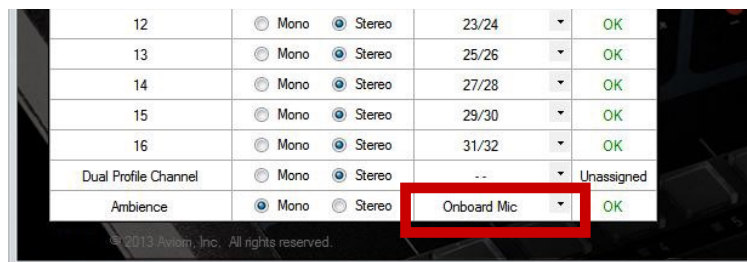 12 Mono Stereo 23/24 OK
13 Mono Stereo 25/26 OK
14 Mono Stereo 27/28 OK
15 Mono Stereo 29/30 OK
16 Mono Stereo 31/32 OK
Dual Profile Channel Mono Stereo -- Unassigned
Ambience Mono Stereo Onboard Mic OK
© 2013 Aviom, Inc. All rights reserved.